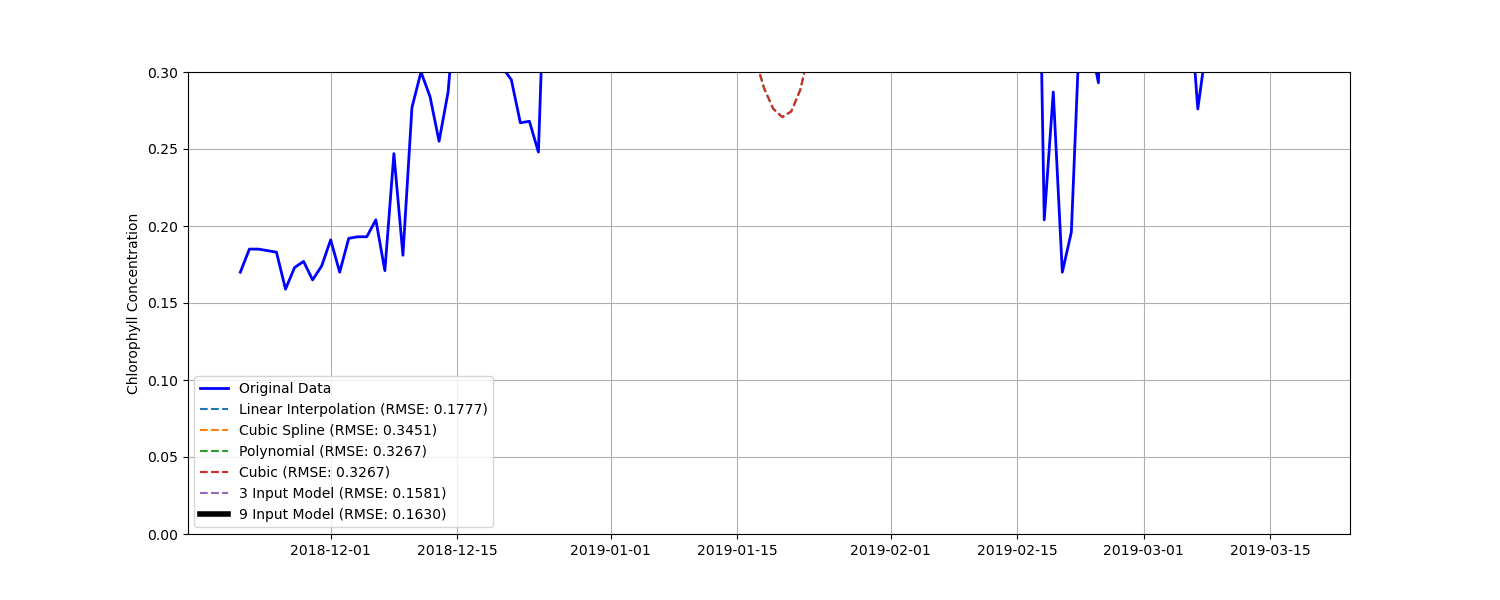 0.30
0.25
0.20
0.15
0.10
0.05
0.00
Chlorophyll Concentration
Original Data
Linear Interpolation (RMSE: 0.1777)
Cubic Spline (RMSE: 0.3451)
Polynomial (RMSE: 0.3267)
Cubic (RMSE: 0.3267)
3 Input Model (RMSE: 0.1581)
9 Input Model (RMSE: 0.1630)
2018-12-01 2018-12-15 2019-01-01 2019-01-15 2019-02-01 2019-02-15 2019-03-01 2019-03-15